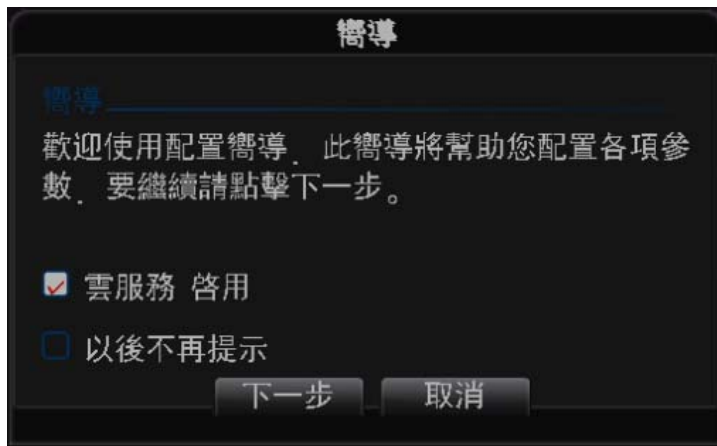 嚮導
嚮導
歡迎使用配置嚮導. 此嚮導將幫助您配置各項參
數. 要繼續請點擊下一步。
雲服務 啓用
以後不再提示
下一步 取消